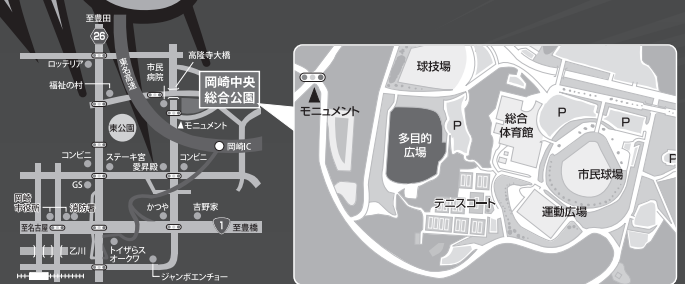 至豊田
26
ロッテリア
東名高速
市民
病院
高隆寺大橋
福祉の村
岡崎中央
総合公園
東公園
モニュメント
岡崎IC
コンビニ
ステーキ宮
愛昇殿
コンビニ
GS
岡崎
市役所
消防署
かつや
吉野家
至名古屋
1
至豊橋
乙川
トイザらス
オークワ
ジャンボエンチョー
球技場
モニュメント
多目的
広場
P
総合
体育館
P
P
P
市民球場
テニスコート
運動広場